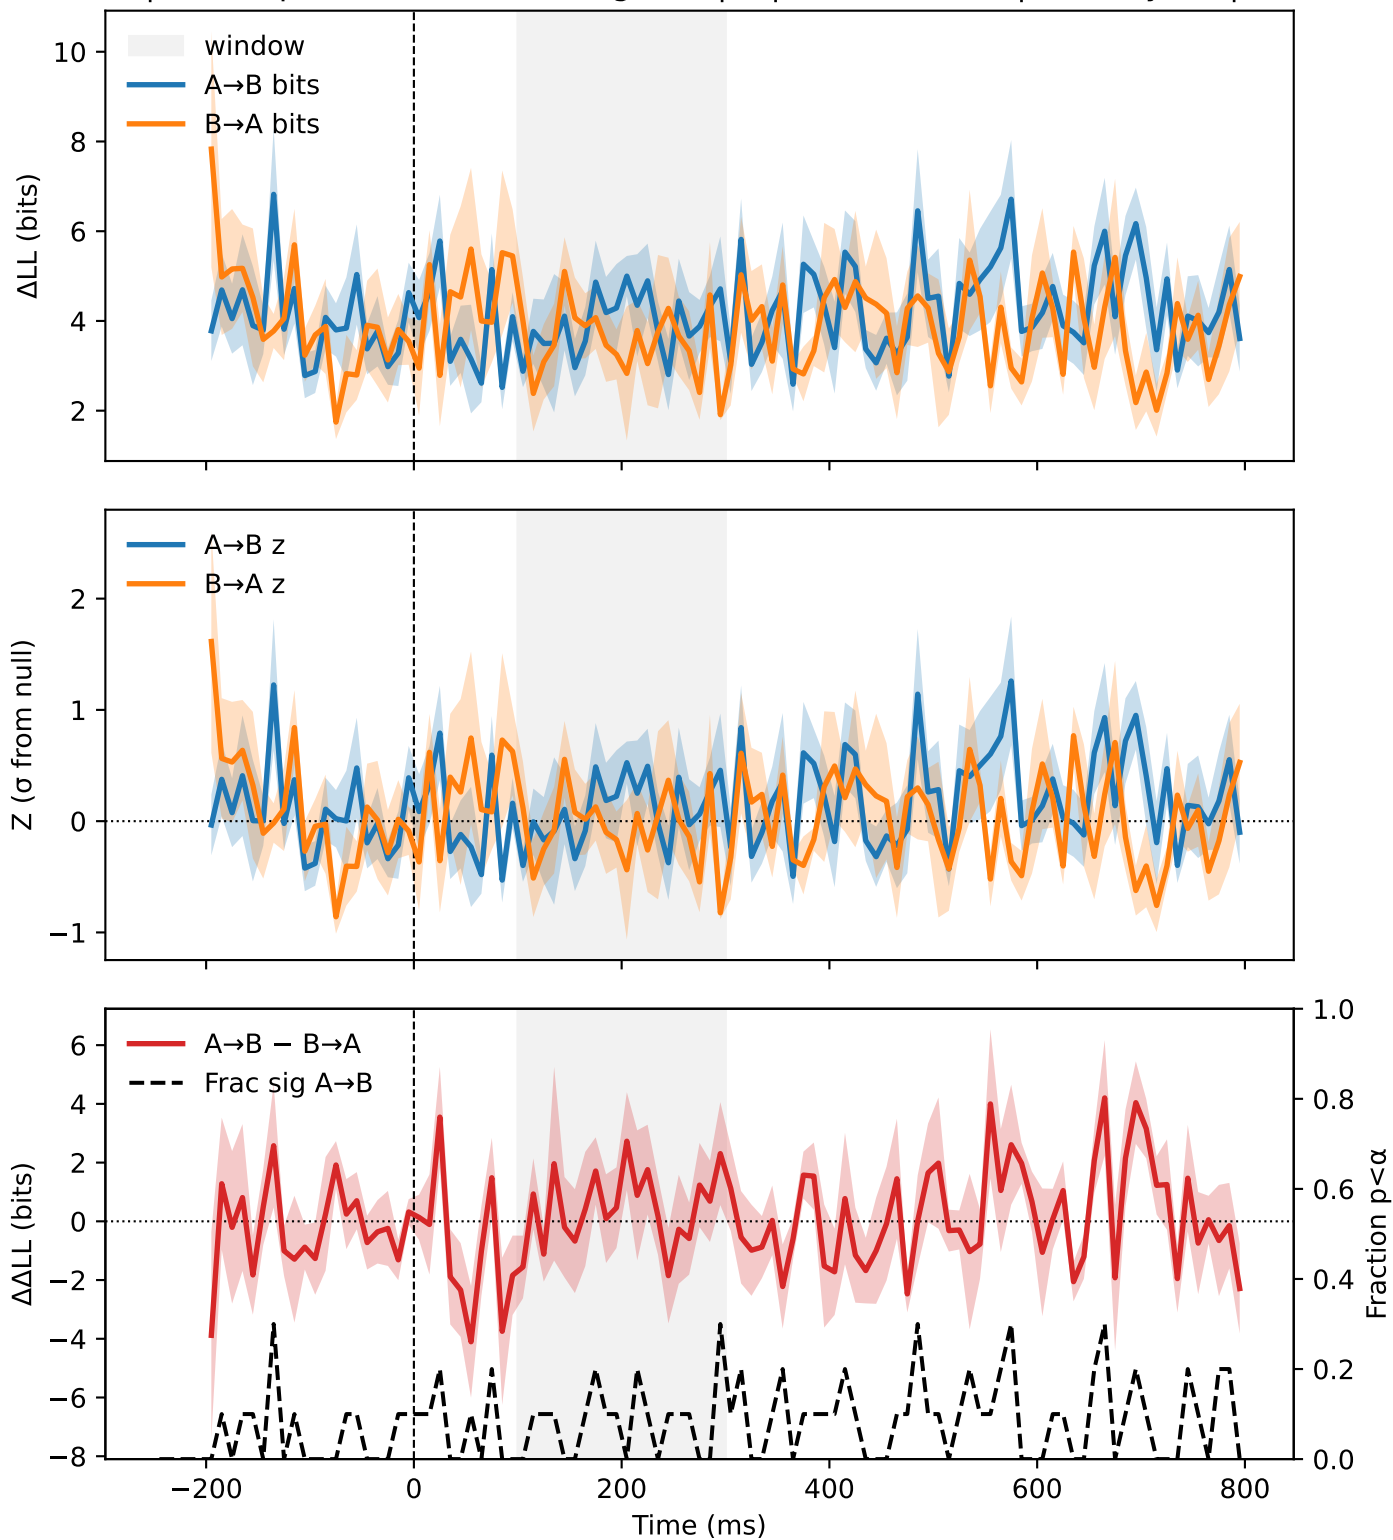 window
A→B bits
B→A bits
ΔLL (bits)
10
8
6
4
2
A→B z
B→A z
Z (σ from null)
2
1
0
−1
A→B − B→A
Frac sig A→B
ΔΔLL (bits)
6
4
2
0
−2
−4
−6
−8
1.0
0.8
0.6
0.4
0.2
0.0
Fraction p<α
−200
0
200
400
600
800
Time (ms)